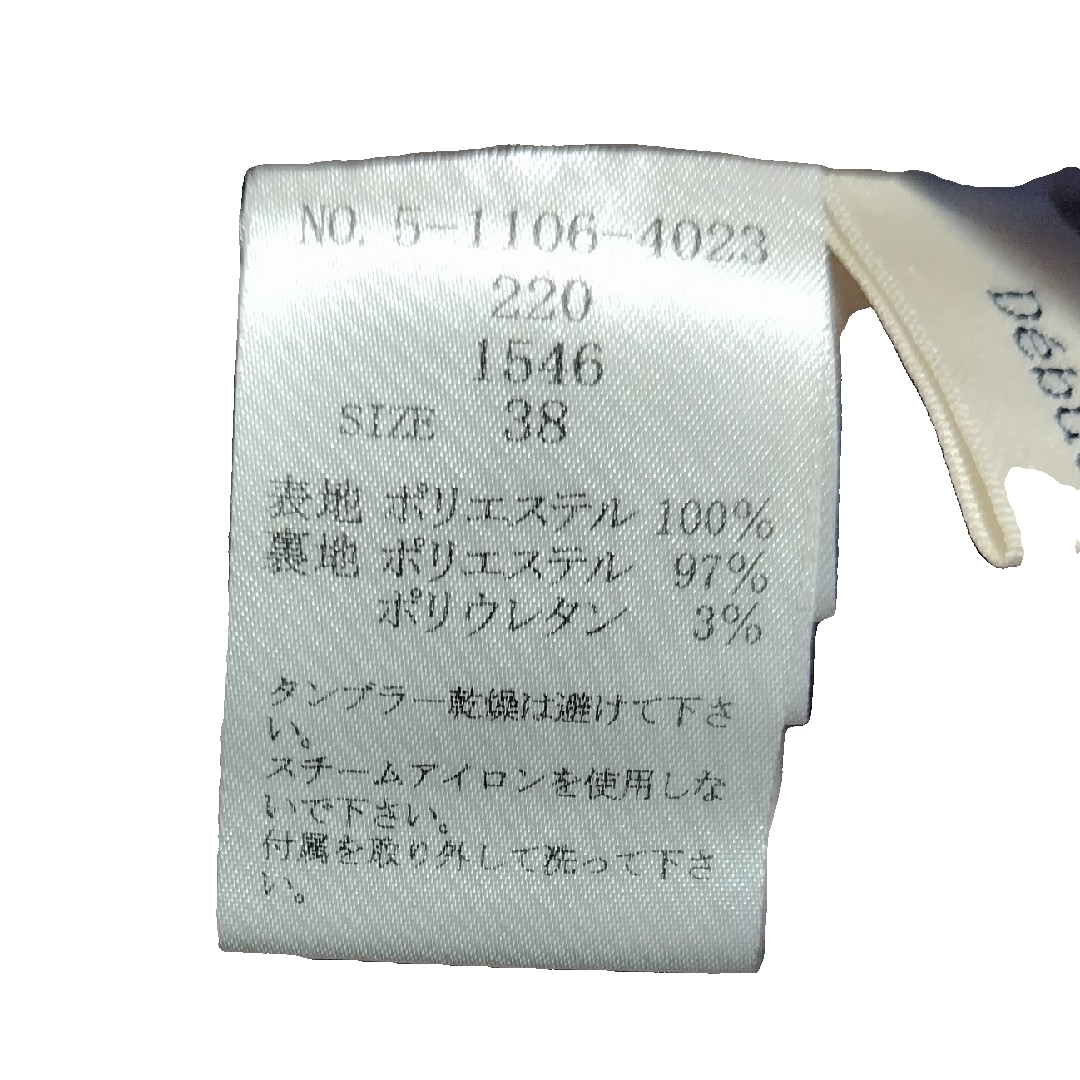 NO. 5-1106-4023
220
1546
SIZE 38
表地 ポリエステル 100%
裏地 ポリエステル 97%
ポリウレタン 3%
タンブラー乾燥は避けて下さ
い。
スチームアイロンを使用しな
いで下さい。
付属を取り外して洗って下さ
い。